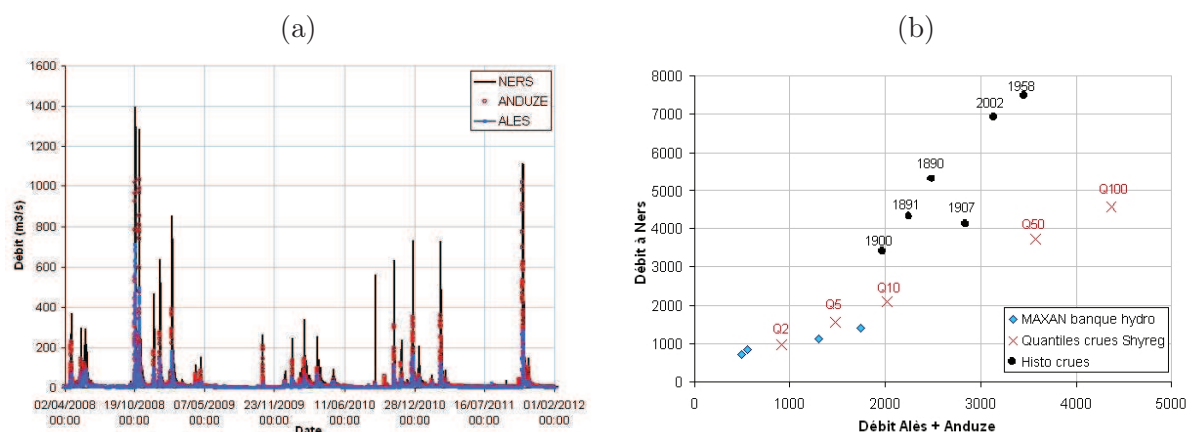 (a)
(b)
1600
1400
1200
1000
800
600
400
200
0
Débit (m3/s)
NERS
ANDUZE
ALES
02/04/2008 19/10/2008 07/05/2009 23/11/2009 11/06/2010 28/12/2010 16/07/2011 01/02/2012
00:00 00:00 00:00 00:00 00:00 00:00 00:00 00:00
Date
8000
7000
6000
5000
4000
3000
2000
1000
0
Débit à Ners
1958
2002
1890
1891
1907
1900
Q100
Q50
Q10
Q5
Q2
MAXAN banque hydro
Quantiles crues Shyreg
Histo crues
0 1000 2000 3000 4000 5000
Débit Alès + Anduze